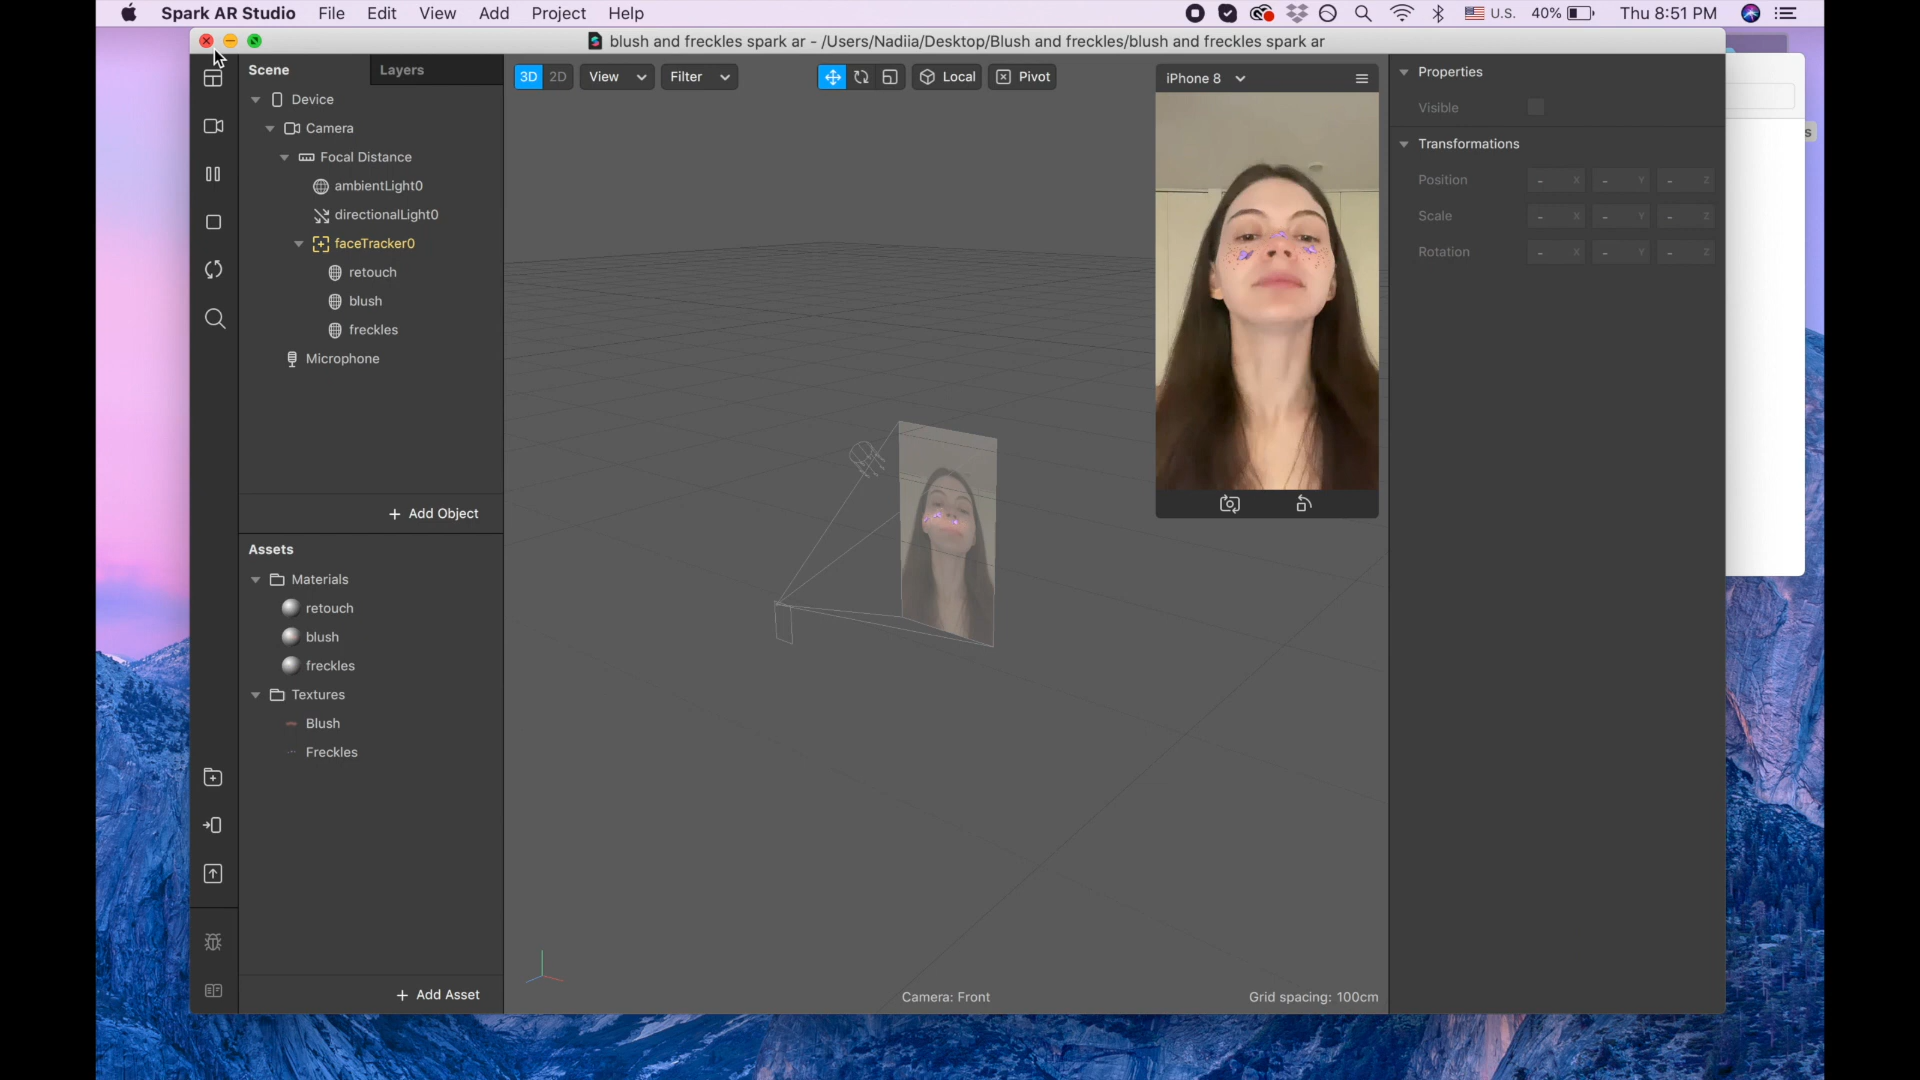 Spark AR Studio File Edit View Add Project Help U.S. 40% Thu 8:51 PM
blush and freckles spark ar - /Users/Nadiia/Desktop/Blush and freckles/blush and freckles spark ar
Scene Layers
Device
Camera
Focal Distance
ambientLight0
directionalLight0
faceTracker0
retouch
blush
freckles
Microphone
+ Add Object
Assets
Materials
retouch
blush
freckles
Textures
Blush
Freckles
+ Add Asset
3D 2D View Filter Local Pivot
iPhone 8
Camera: Front
Grid spacing: 100cm
Properties
Visible
Transformations
Position - X - Y - Z
Scale - X - Y - Z
Rotation - X - Y - Z
s